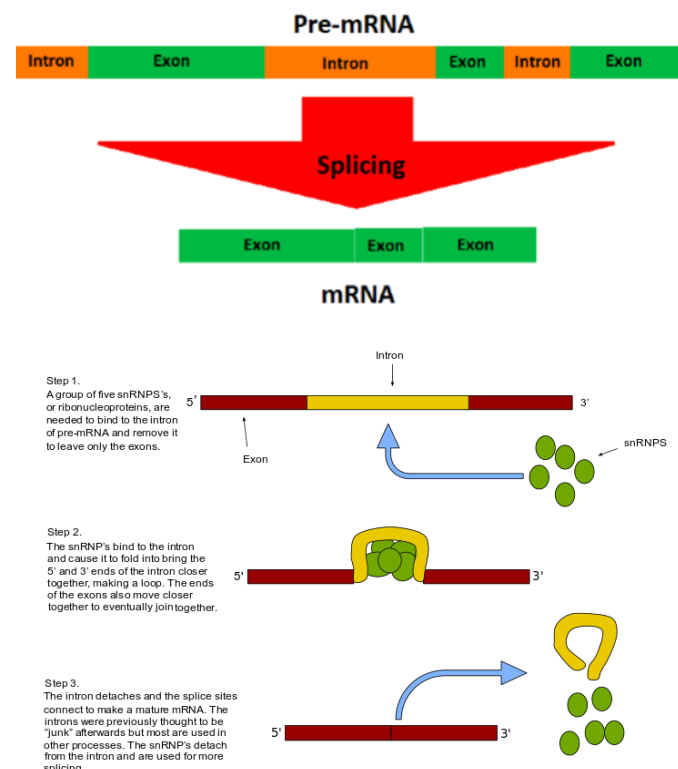 Pre-mRNA
Intron Exon Intron Exon Intron Exon
Splicing
Exon Exon Exon
mRNA
Intron
Step 1.
A group of five snRNPS's,
or ribonucleoproteins, are
needed to bind to the intron
of pre-mRNA and remove it
to leave only the exons.
5' 3'
Exon
snRNPS
Step 2.
The snRNP's bind to the intron
and cause it to fold into bring the
5' and 3' ends of the intron closer
together, making a loop. The ends
of the exons also move closer
together to eventually join together.
5' 3'
Step 3.
The intron detaches and the splice sites
connect to make a mature mRNA. The
introns were previously thought to be
"junk" afterwards but most are used in
other processes. The snRNP's detach
from the intron and are used for more
splicing
5' 3'